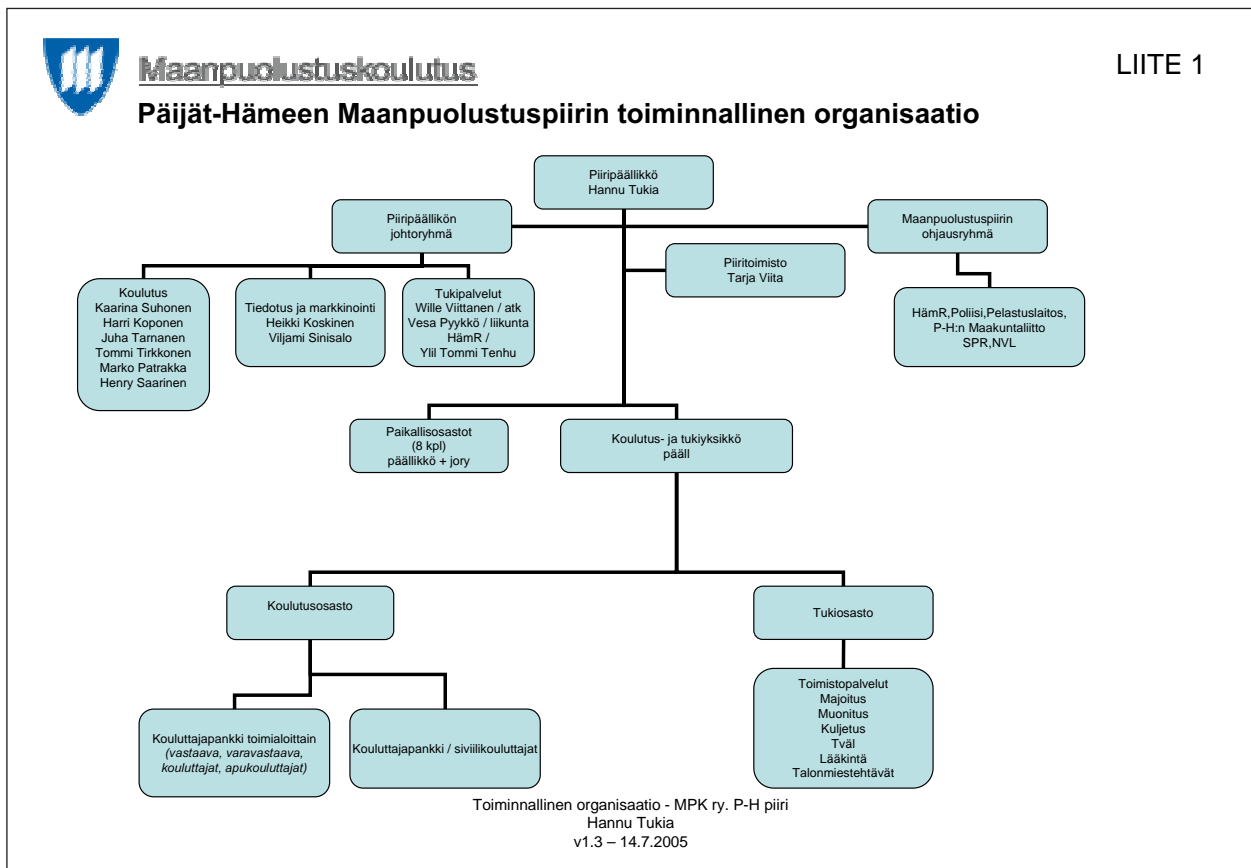 Maanpuolustuskoulutus
LIITE 1
Päijät-Hämeen Maanpuolustuspiirin toiminnallinen organisaatio
Piiripäällikkö
Hannu Tukia
Piiripäällikön
johtoryhmä
Maanpuolustuspiirin
ohjausryhmä
Piiritoimisto
Tarja Viita
Koulutus
Kaarina Suhonen
Harri Koponen
Juha Tarnanen
Tommi Tirkkonen
Marko Patrakka
Henry Saarinen
Tiedotus ja markkinointi
Heikki Koskinen
Viljami Sinisalo
Tukipalvelut
Wille Viittanen / atk
Vesa Pyykkö / liikunta
HämR /
Ylil Tommi Tenhu
HämR,Poliisi,Pelastuslaitos,
P-H:n Maakuntaliitto
SPR,NVL
Paikallisosastot
(8 kpl)
päällikkö + jory
Koulutus- ja tukiyksikkö
pääll
Koulutusosasto
Tukiosasto
Kouluttajapankki toimialoittain
(vastaava, varavastaava,
kouluttajat, apukouluttajat)
Kouluttajapankki / siviilikouluttajat
Toimistopalvelut
Majoitus
Muonitus
Kuljetus
Tväl
Lääkintä
Talonmiestehtävät
Toiminnallinen organisaatio - MPK ry. P-H piiri
Hannu Tukia
v1.3 – 14.7.2005